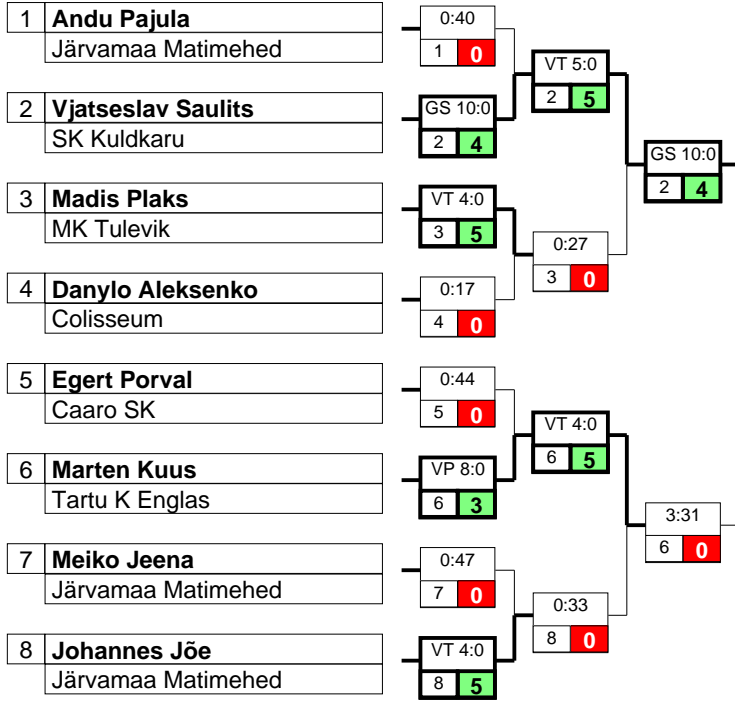 1 Andu Pajula
Järvamaa Matimehed
0:40
1 0
VT 5:0
2 5
2 Vjatseslav Saulits
SK Kuldkaru
GS 10:0
2 4
GS 10:0
2 4
3 Madis Plaks
MK Tulevik
VT 4:0
3 5
0:27
3 0
4 Danylo Aleksenko
Colisseum
0:17
4 0
5 Egert Porval
Caaro SK
0:44
5 0
VT 4:0
6 5
6 Marten Kuus
Tartu K Englas
VP 8:0
6 3
3:31
6 0
7 Meiko Jeena
Järvamaa Matimehed
0:47
7 0
0:33
8 0
8 Johannes Jõe
Järvamaa Matimehed
VT 4:0
8 5